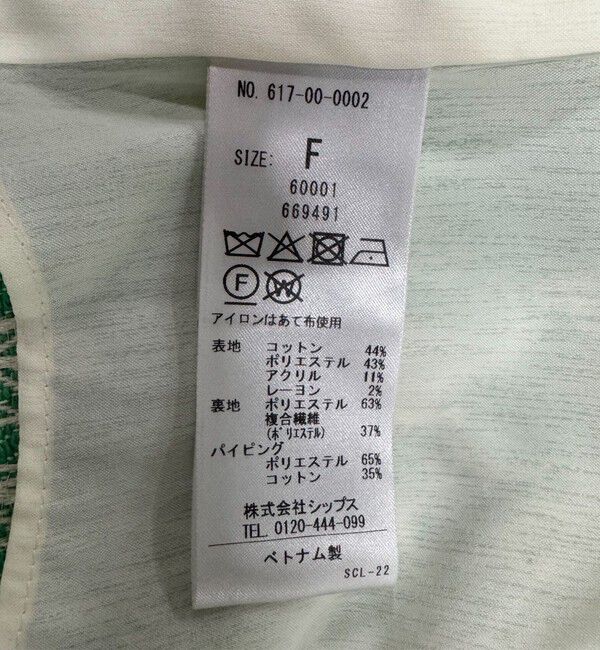 NO. 617-00-0002
SIZE: F
60001
669491
F W
アイロンはあて布使用
表地 コットン 44%
ポリエステル 43%
アクリル 11%
レーヨン 2%
裏地 ポリエステル 63%
複合繊維
(ﾎﾟﾘｴｽﾃﾙ) 37%
パイピング
ポリエステル 65%
コットン 35%
株式会社シップス
TEL. 0120-444-099
ベトナム製
SCL-22